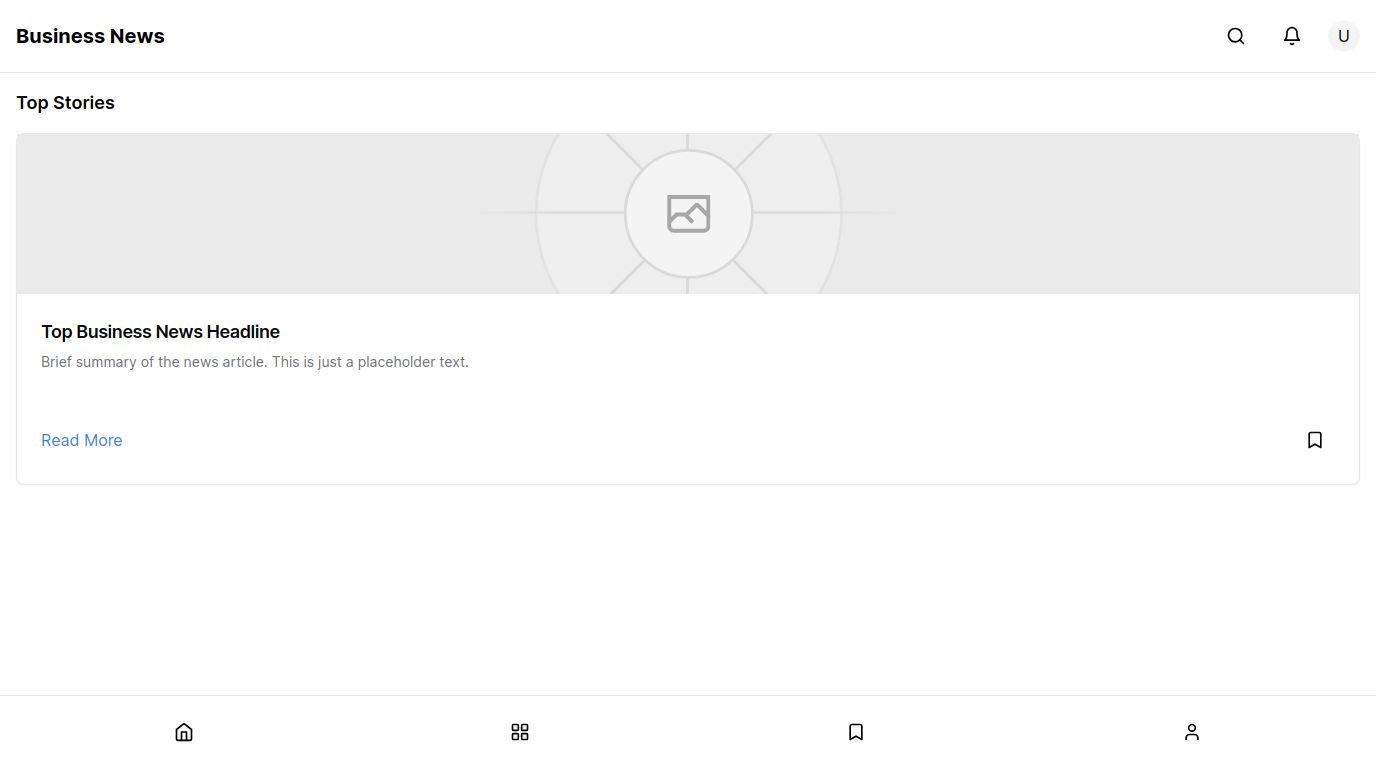 Business News
U
Top Stories
Top Business News Headline
Brief summary of the news article. This is just a placeholder text.
Read More